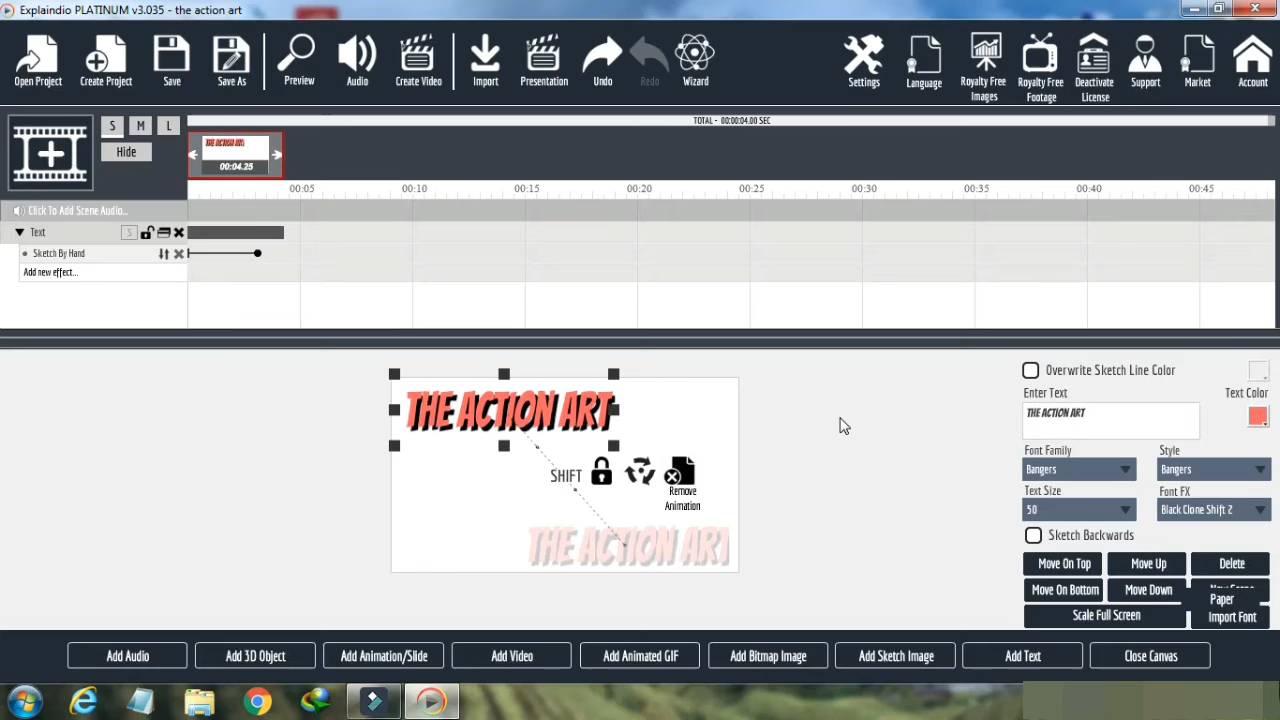 Explaindio PLATINUM v3.035 - the action art
Open Project
Create Project
Save
Save As
Preview
Audio
Create Video
Import
Presentation
Undo
Redo
Wizard
Settings
Language
Royalty Free
Images
Royalty Free
Footage
Deactivate
License
Support
Market
Account
S M L
Hide
TOTAL - 00:00:04.00 SEC
THE ACTION ART
00:04.25
00:05 00:10 00:15 00:20 00:25 00:30 00:35 00:40 00:45
Click To Add Scene Audio...
Text
S
Sketch By Hand
Add new effect...
THE ACTION ART
SHIFT
Remove
Animation
THE ACTION ART
Overwrite Sketch Line Color
Enter Text
Text Color
THE ACTION ART
Font Family
Style
Bangers
Bangers
Text Size
Font FX
50
Black Clone Shift 2
Sketch Backwards
Move On Top
Move Up
Delete
Move On Bottom
Move Down
Paper
Scale Full Screen
Import Font
Add Audio
Add 3D Object
Add Animation/Slide
Add Video
Add Animated GIF
Add Bitmap Image
Add Sketch Image
Add Text
Close Canvas